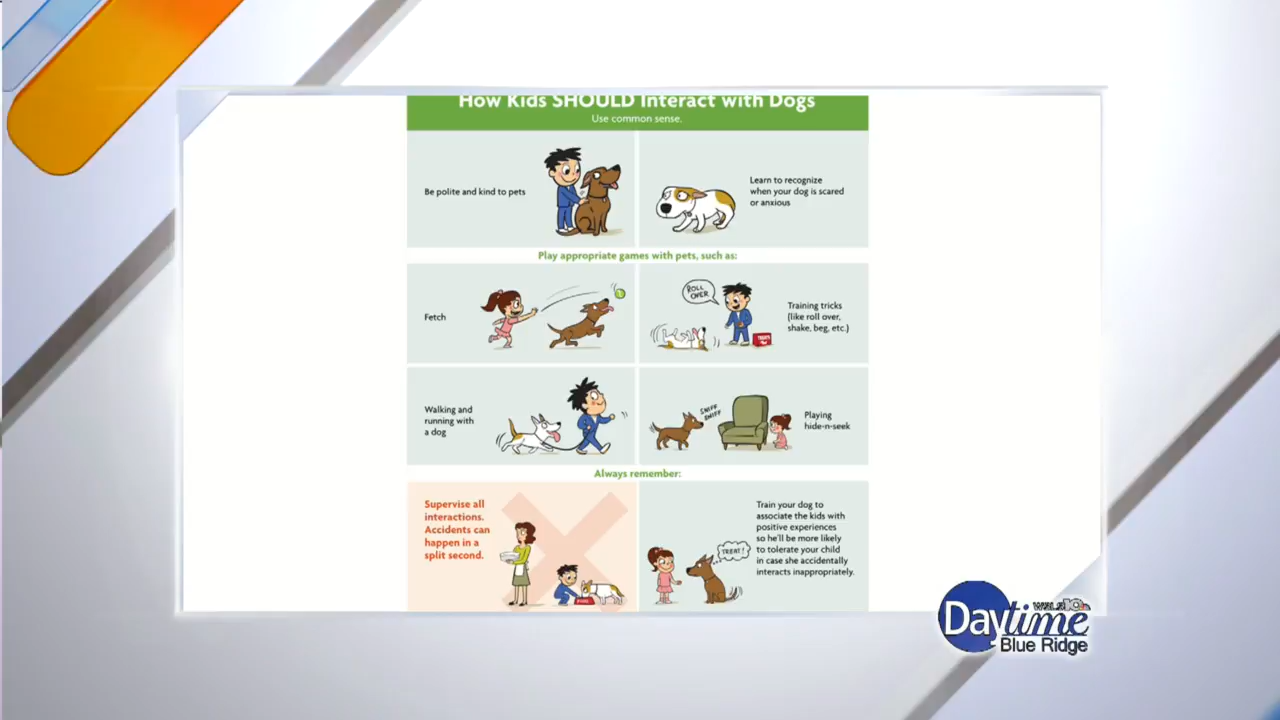 How Kids SHOULD Interact with Dogs
Use common sense.
Be polite and kind to pets
Learn to recognize
when your dog is scared
or anxious
Play appropriate games with pets, such as:
Fetch
ROLL
OVER
Training tricks
(like roll over,
shake, beg, etc.)
Walking and
running with
a dog
SNIFF
SNIFF
Playing
hide-n-seek
Always remember:
Supervise all
interactions.
Accidents can
happen in a
split second.
TREAT!
Train your dog to
associate the kids with
positive experiences
so he'll be more likely
to tolerate your child
in case she accidentally
interacts inappropriately.
WSLS 10
Daytime
Blue Ridge